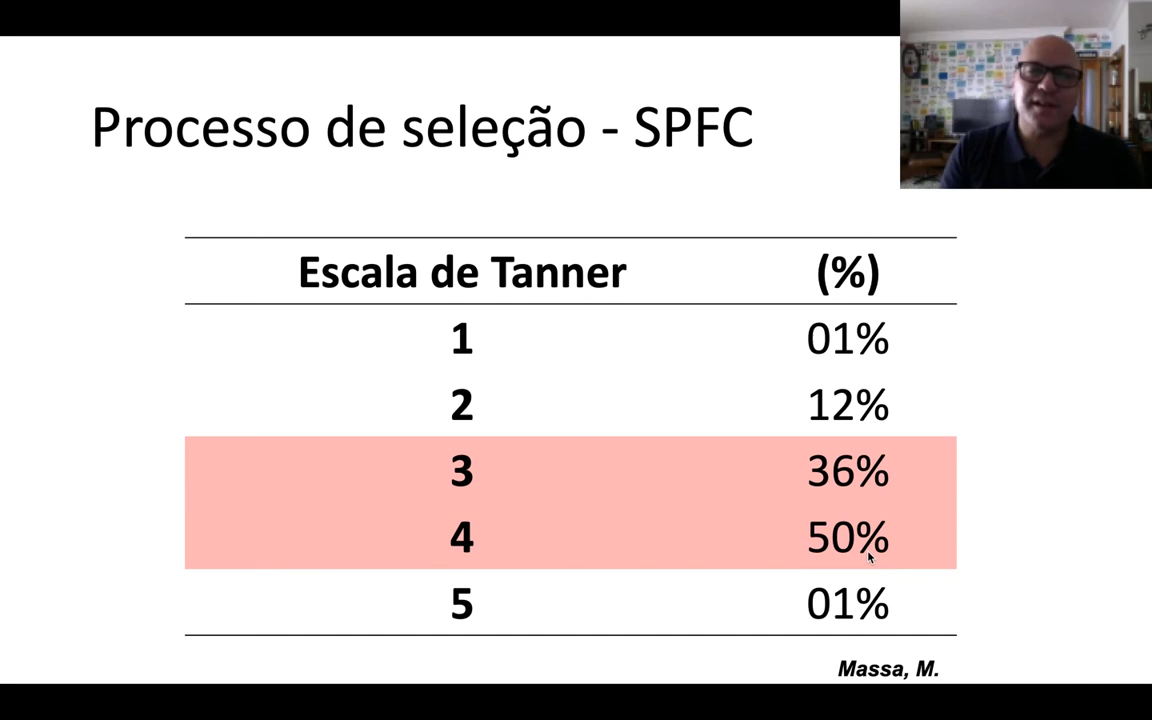 Processo de seleção - SPFC
Escala de Tanner (%)
1 01%
2 12%
3 36%
4 50%
5 01%
Massa, M.